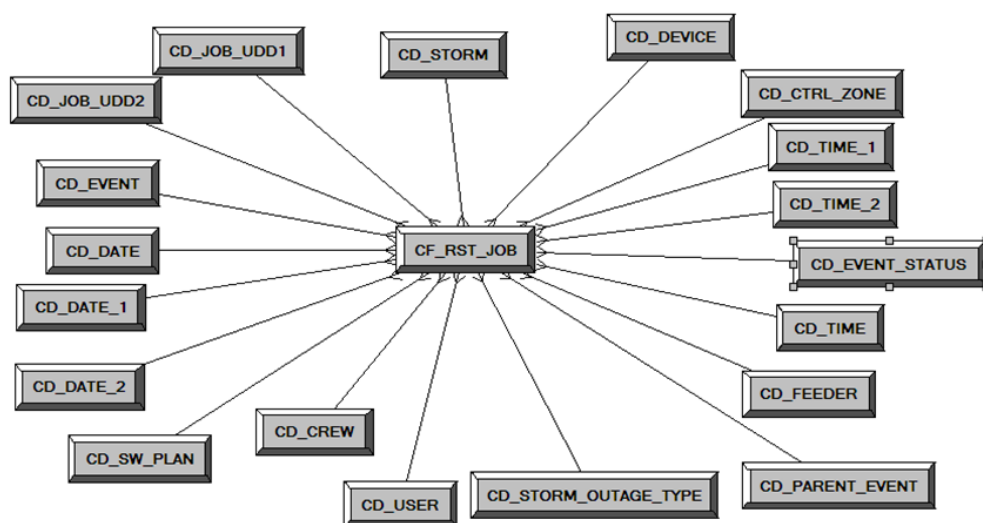 CD_JOB_UDD1
CD_STORM
CD_DEVICE
CD_JOB_UDD2
CD_CTRL_ZONE
CD_TIME_1
CD_EVENT
CD_TIME_2
CD_DATE
CF_RST_JOB
CD_EVENT_STATUS
CD_DATE_1
CD_TIME
CD_DATE_2
CD_FEEDER
CD_CREW
CD_SW_PLAN
CD_PARENT_EVENT
CD_USER
CD_STORM_OUTAGE_TYPE